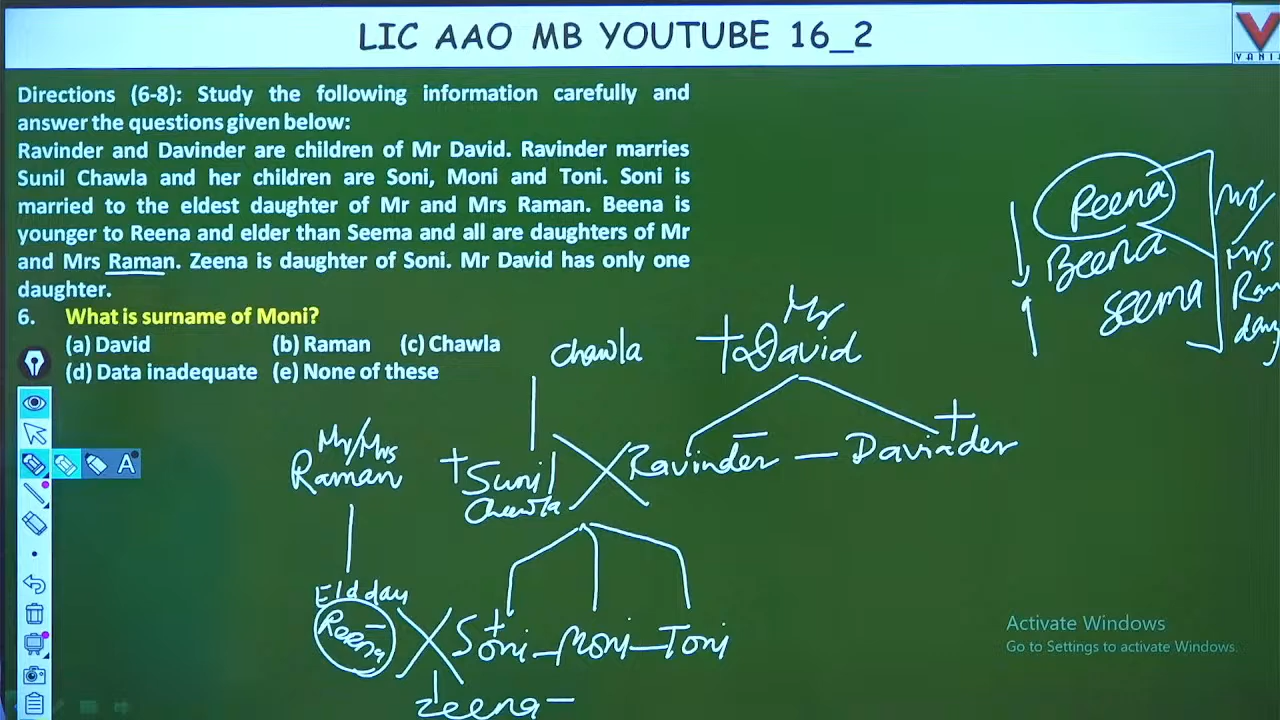 LIC AAO MB YOUTUBE 16_2
VANI
Directions (6-8): Study the following information carefully and
answer the questions given below:
Ravinder and Davinder are children of Mr David. Ravinder marries
Sunil Chawla and her children are Soni, Moni and Toni. Soni is
married to the eldest daughter of Mr and Mrs Raman. Beena is
younger to Reena and elder than Seema and all are daughters of Mr
and Mrs Raman. Zeena is daughter of Soni. Mr David has only one
daughter.
6. What is surname of Moni?
(a) David (b) Raman (c) Chawla
(d) Data inadequate (e) None of these
Reena
Beena
Seema
Mr/
Mrs
Ram
dau
Mr
Chawla + David
Mr/Mrs
Raman
+ Sunil
Chawla
Ravinder − — Davinder +
Eld dau
Reena −
Soni + — Moni — Toni
Zeena −
A
Activate Windows
Go to Settings to activate Windows.